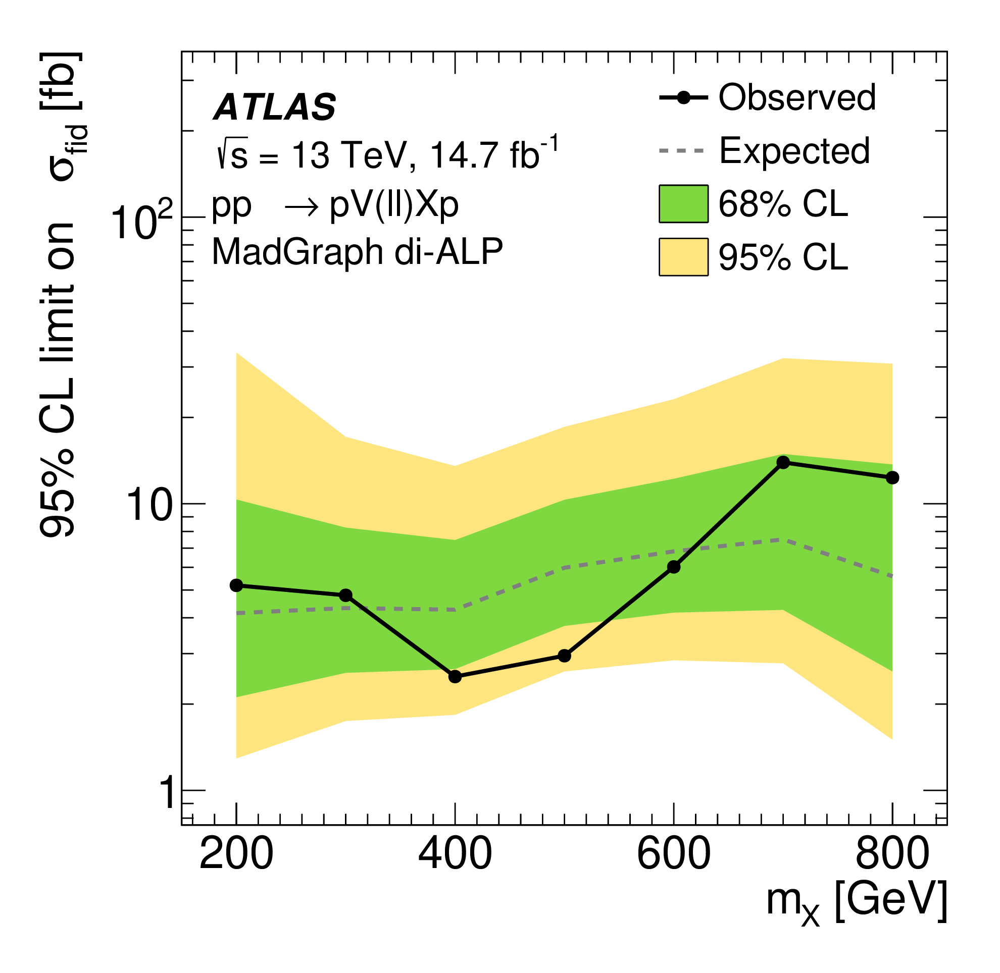 95% CL limit on σfid [fb]
ATLAS
√s = 13 TeV, 14.7 fb-1
pp → pV(ll)Xp
MadGraph di-ALP
Observed
Expected
68% CL
95% CL
10²
10
1
200 400 600 800
mX [GeV]